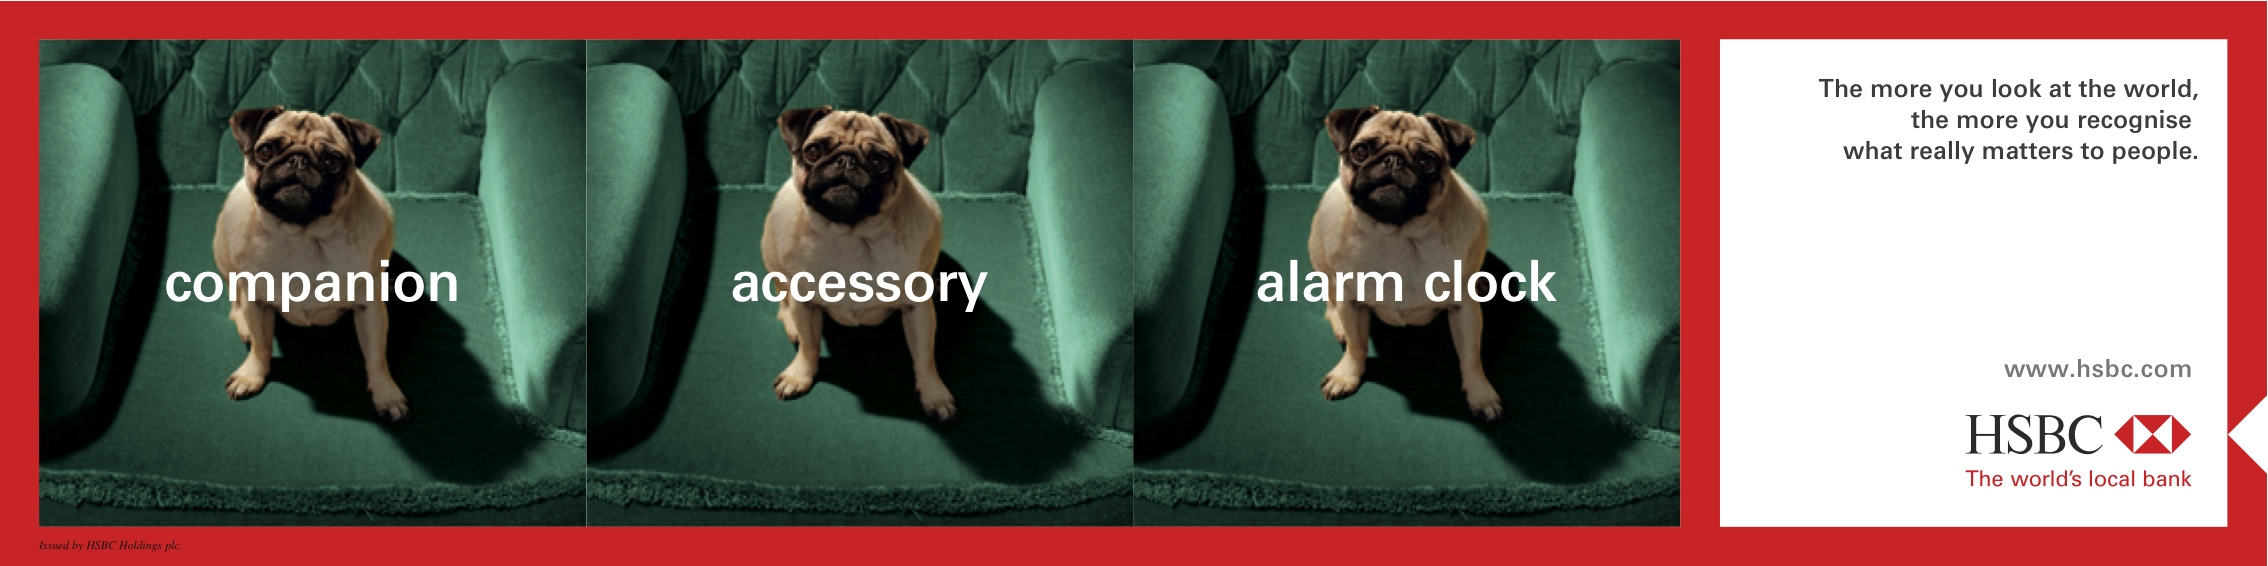 companion
accessory
alarm clock
The more you look at the world,
the more you recognise
what really matters to people.
www.hsbc.com
HSBC
The world's local bank
Issued by HSBC Holdings plc.